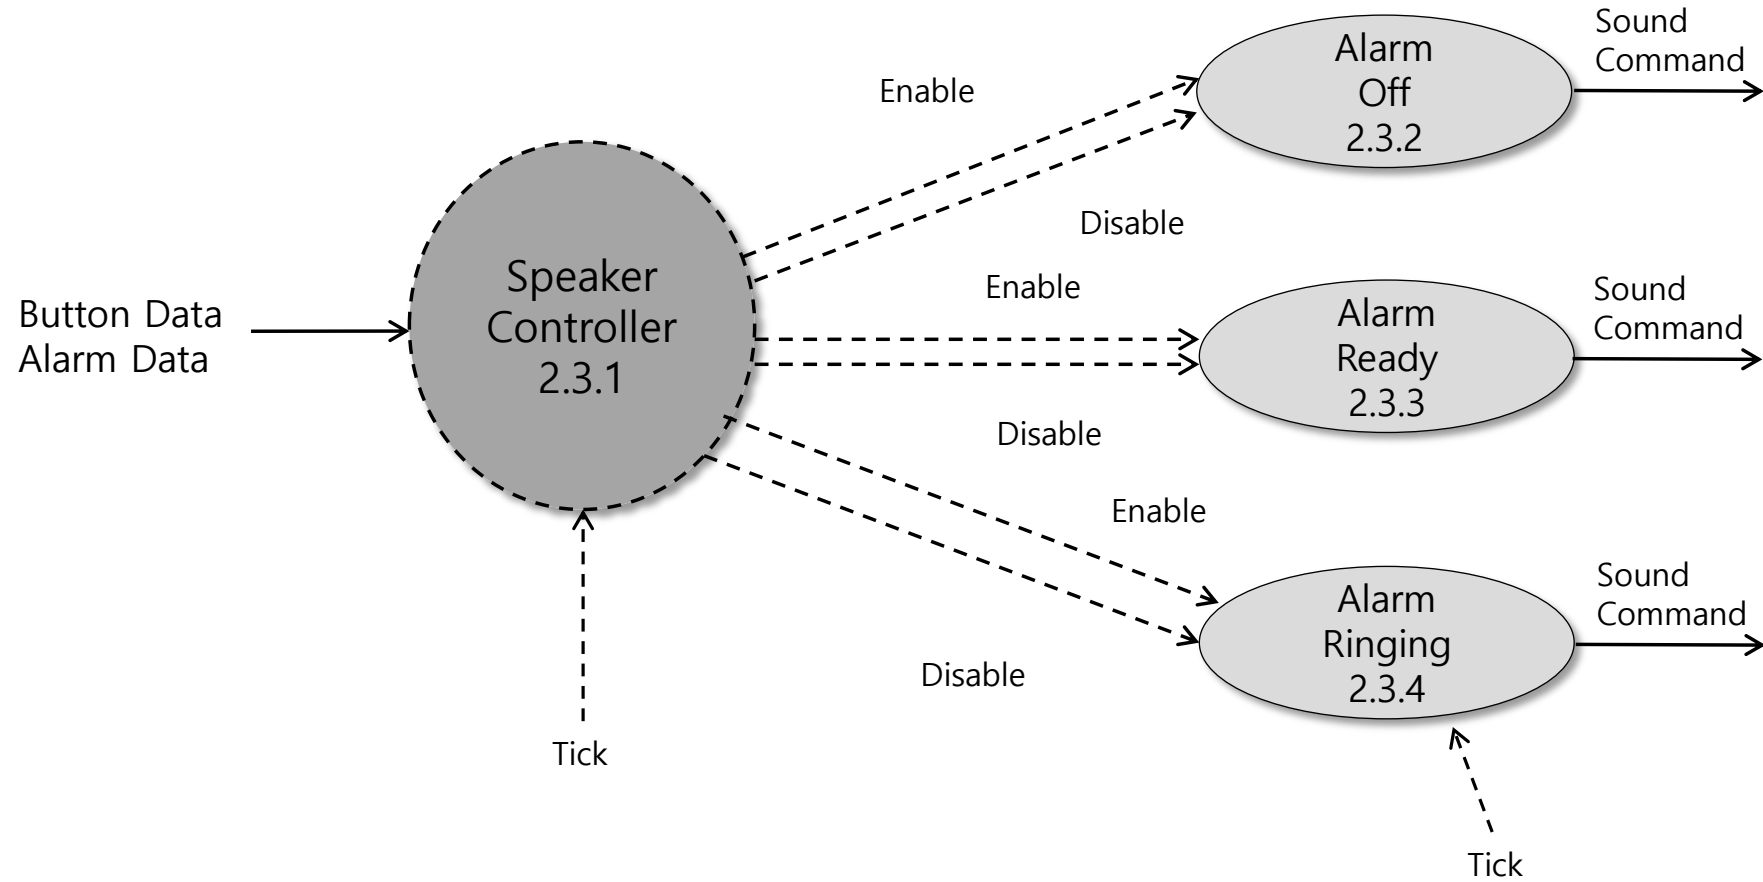 Button Data
Alarm Data
Speaker
Controller
2.3.1
Tick
Enable
Disable
Alarm
Off
2.3.2
Sound
Command
Enable
Disable
Alarm
Ready
2.3.3
Sound
Command
Enable
Disable
Alarm
Ringing
2.3.4
Sound
Command
Tick